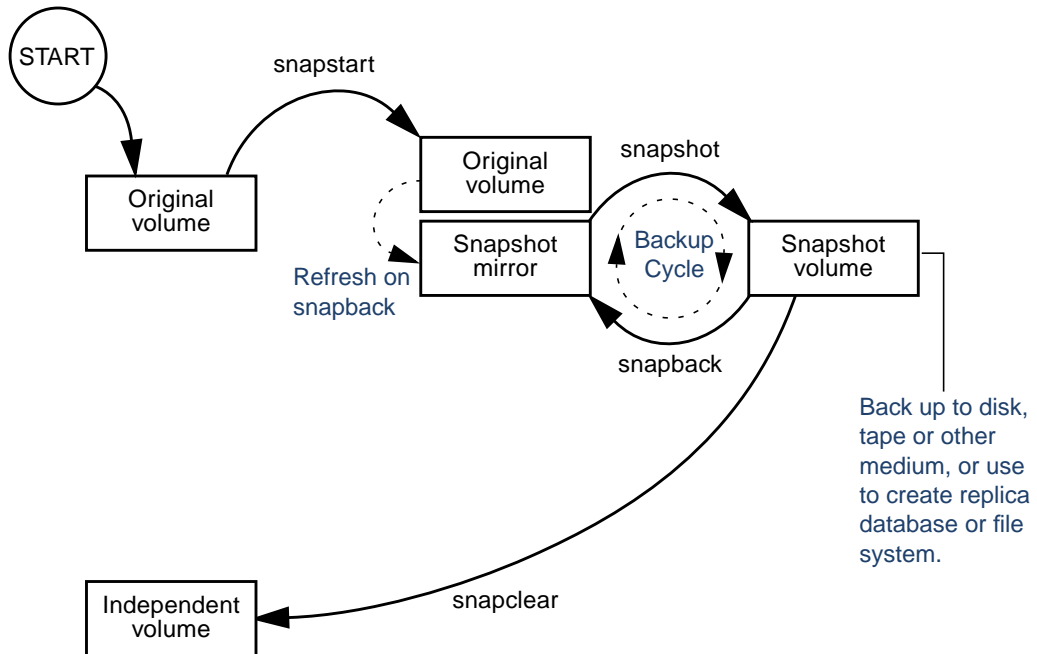 START
snapstart
Original
volume
Original
volume
Snapshot
mirror
Refresh on
snapback
snapshot
Backup
Cycle
snapback
Snapshot
volume
Back up to disk,
tape or other
medium, or use
to create replica
database or file
system.
snapclear
Independent
volume